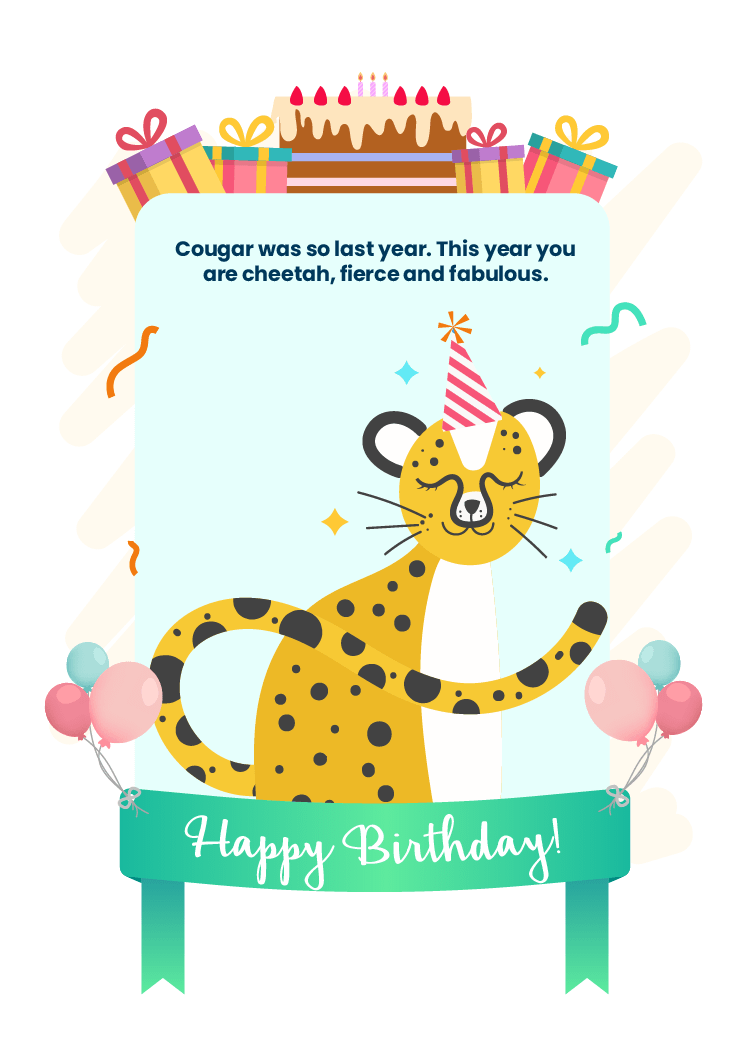 Cougar was so last year. This year you
are cheetah, fierce and fabulous.
Happy Birthday!